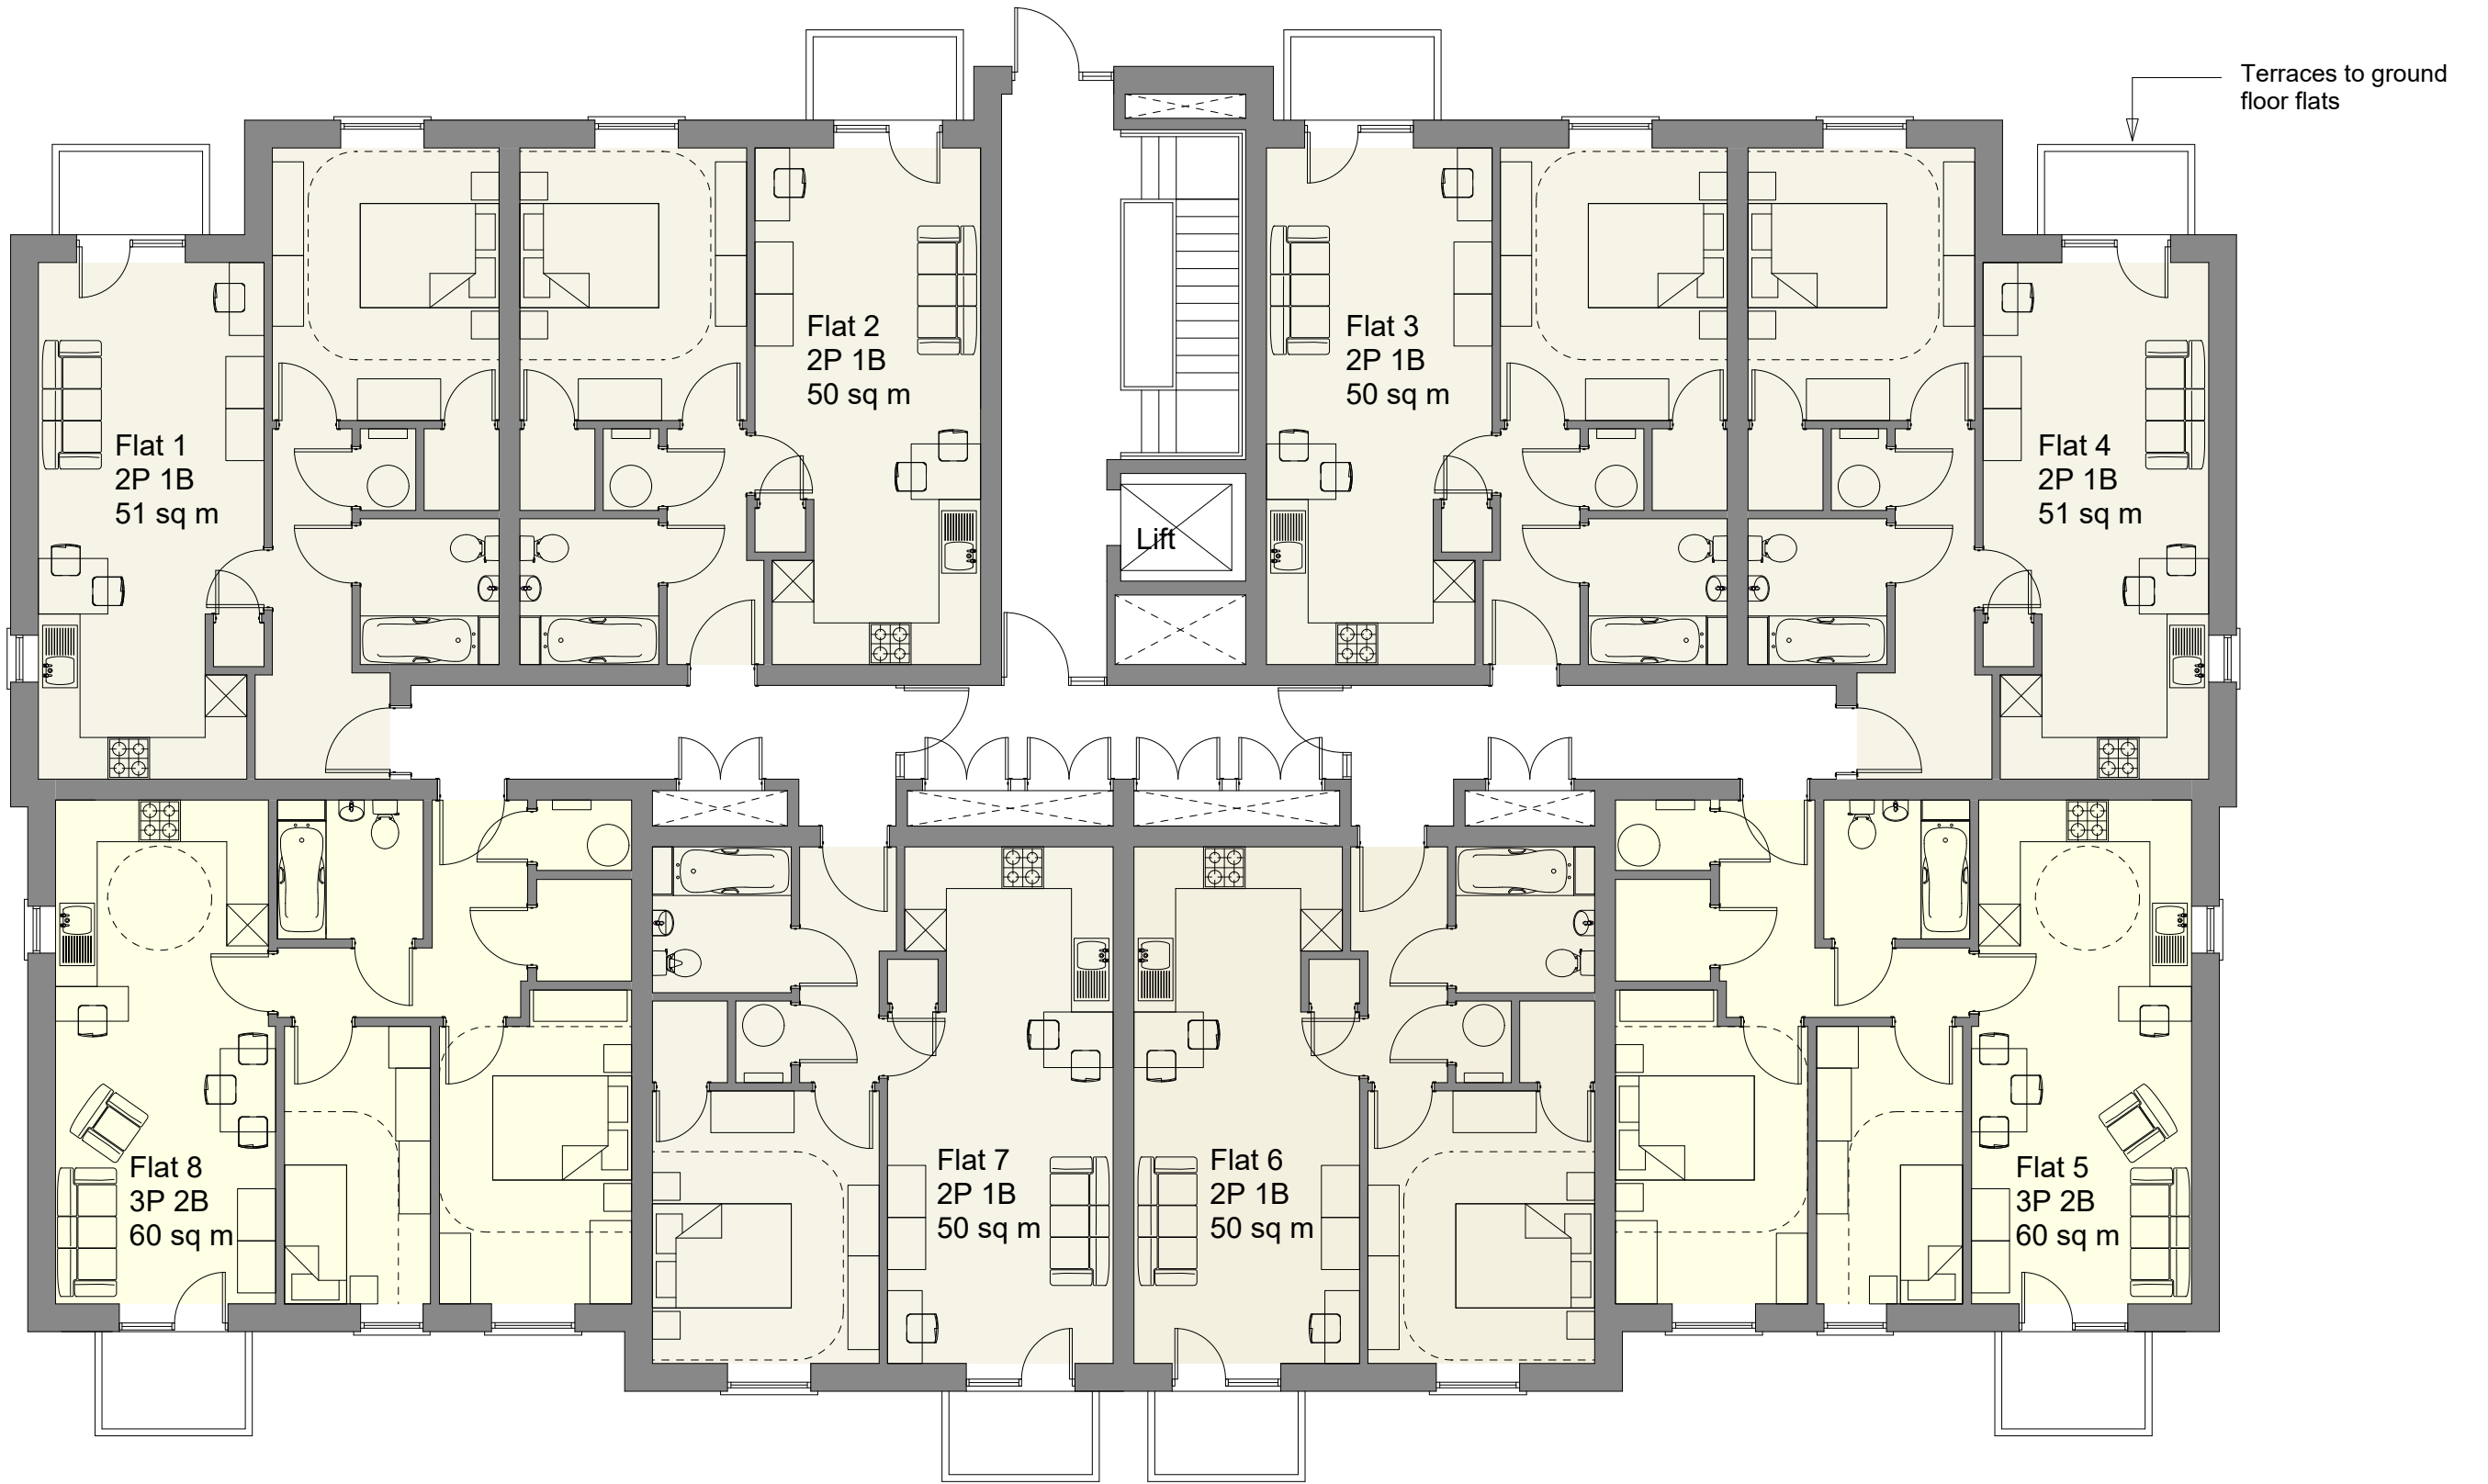 Terraces to ground
floor flats
Flat 1
2P 1B
51 sq m
Flat 2
2P 1B
50 sq m
Lift
Flat 3
2P 1B
50 sq m
Flat 4
2P 1B
51 sq m
Flat 8
3P 2B
60 sq m
Flat 7
2P 1B
50 sq m
Flat 6
2P 1B
50 sq m
Flat 5
3P 2B
60 sq m